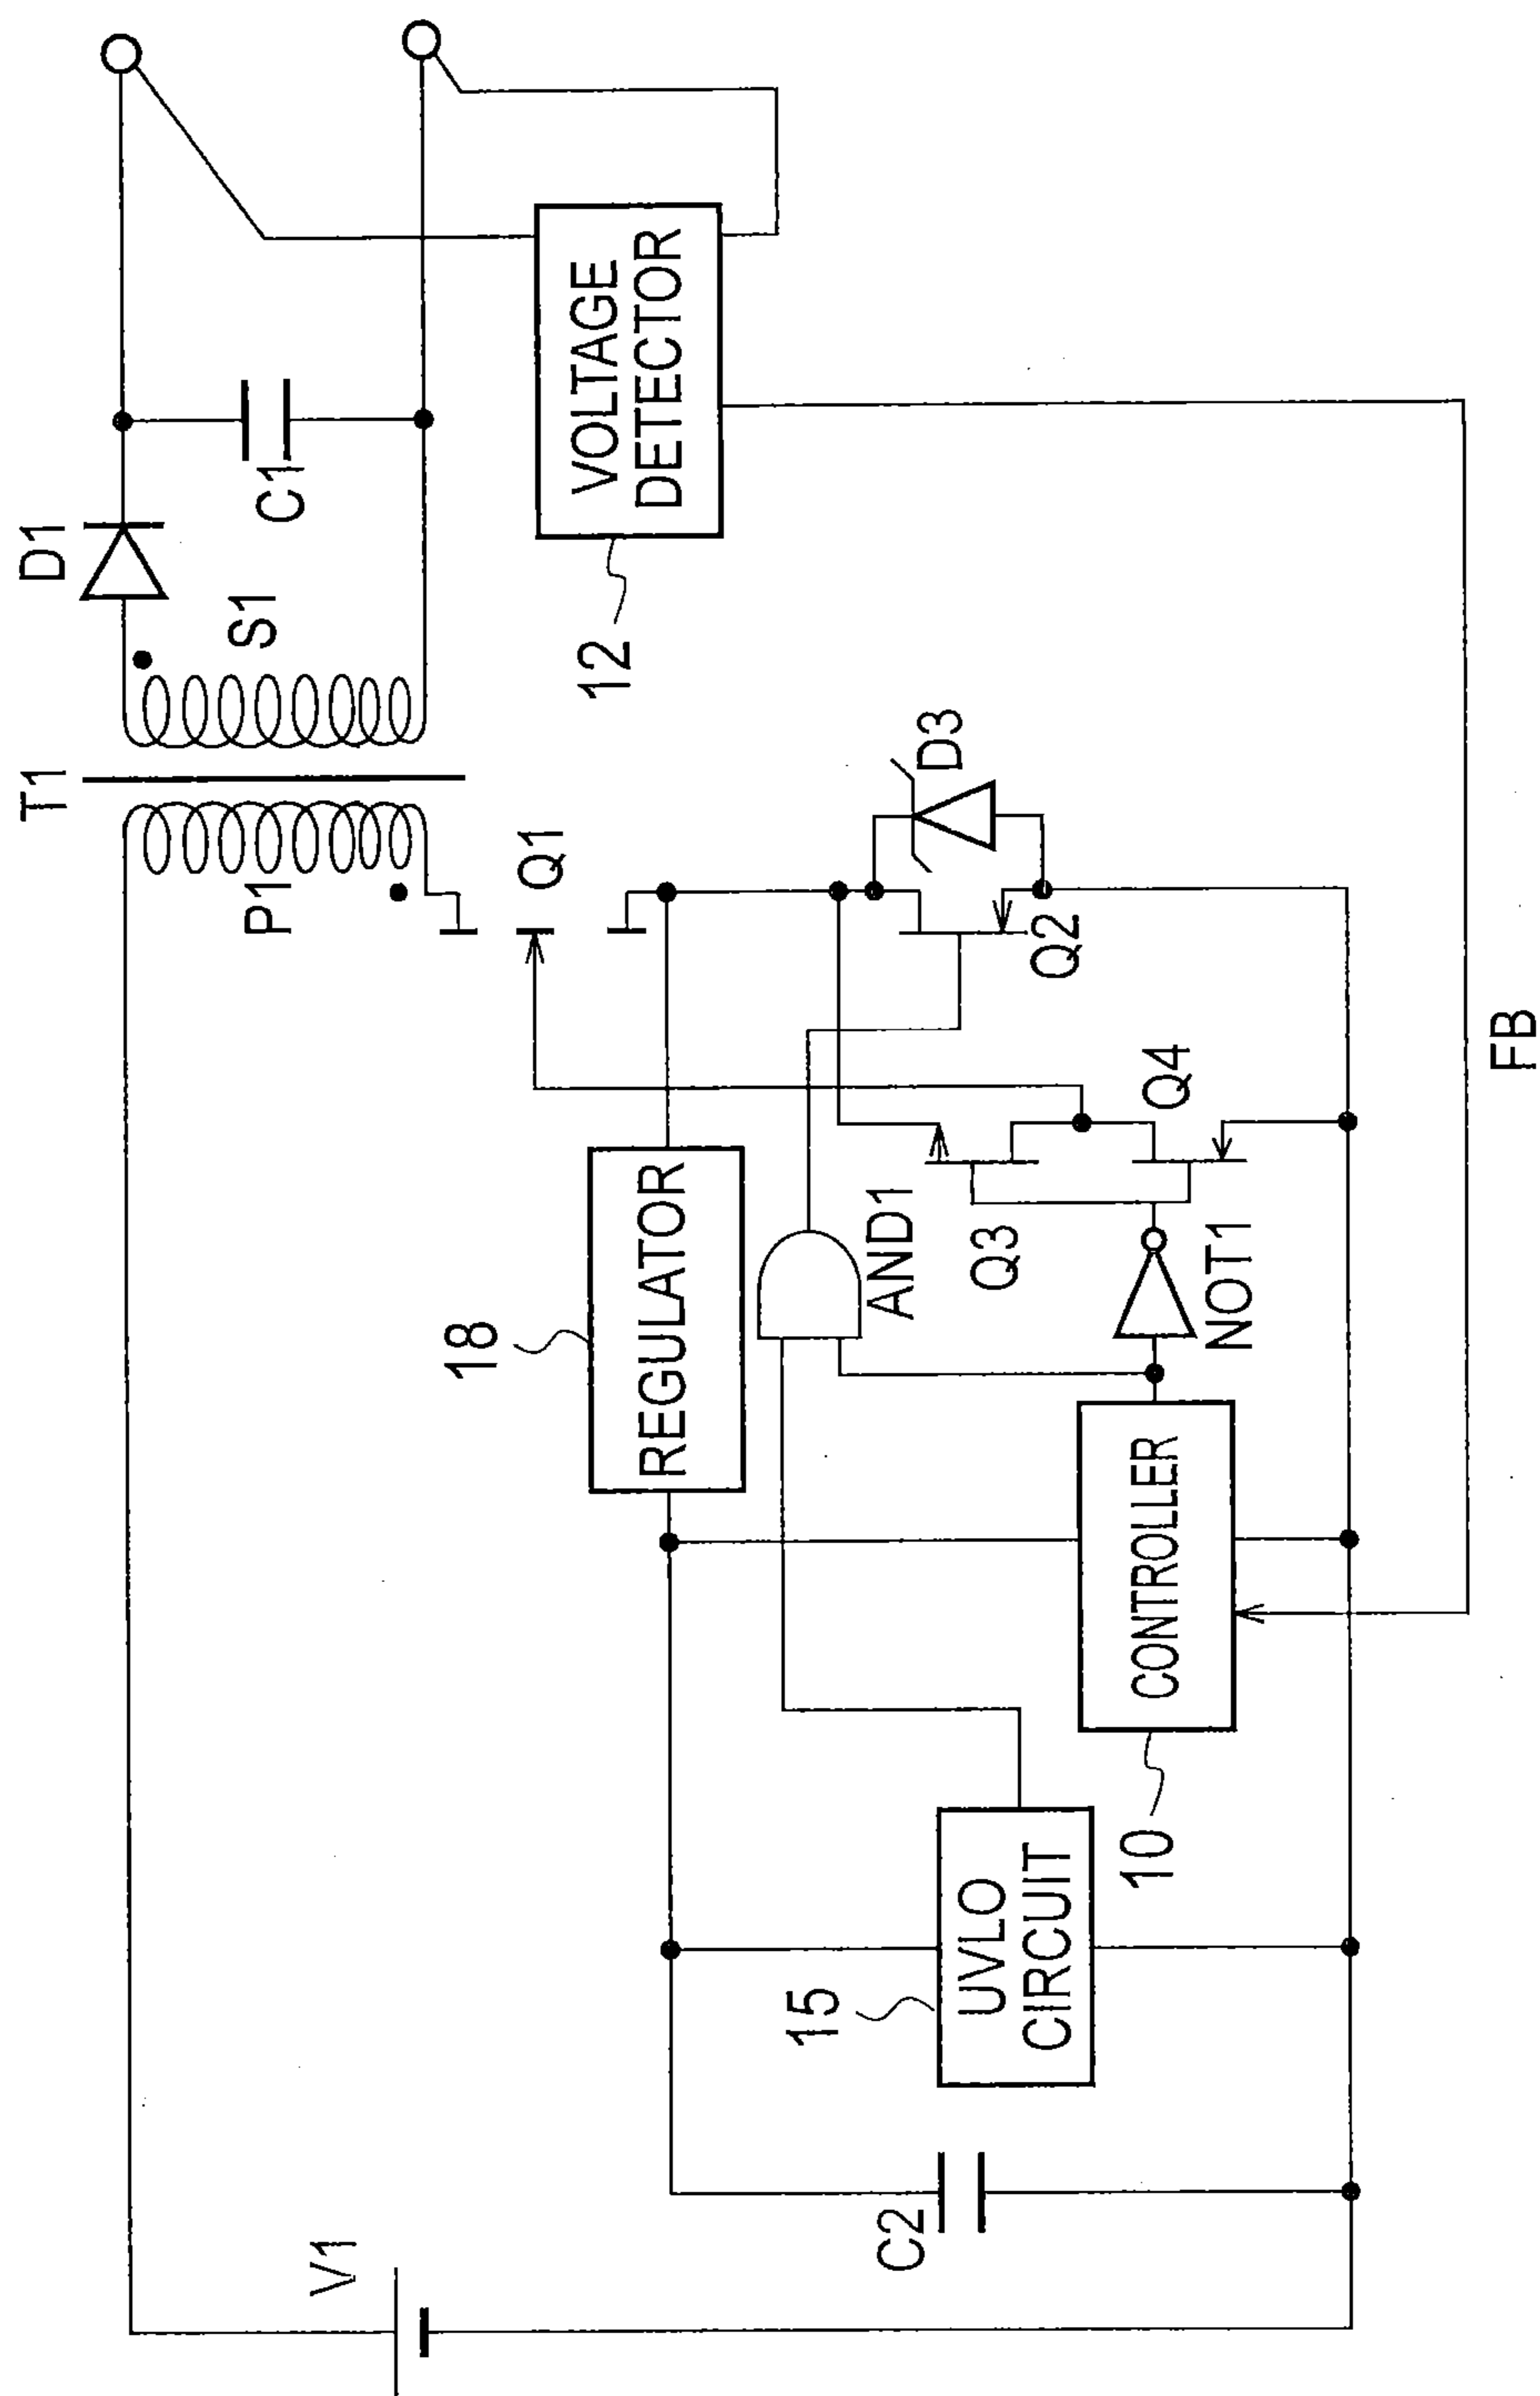 V1
C2
15
UVLO
CIRCUIT
10
CONTROLLER
18
REGULATOR
AND1
NOT1
Q3
Q4
FB
P1
Q1
Q2
D3
T1
S1
D1
C1
12
VOLTAGE
DETECTOR